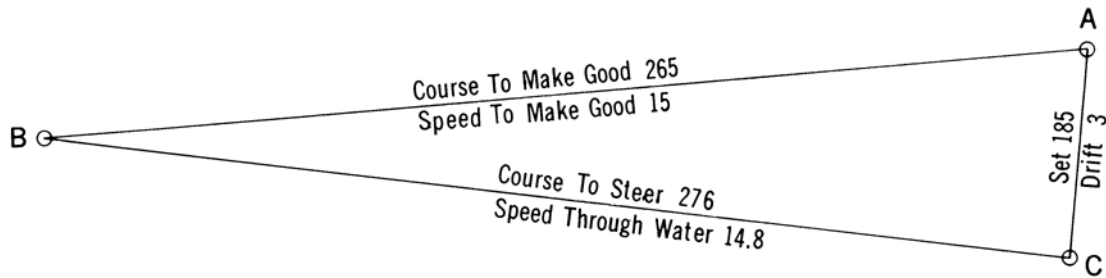 A
Course To Make Good 265
Speed To Make Good 15
B
Set 185
Drift 3
Course To Steer 276
Speed Through Water 14.8
C